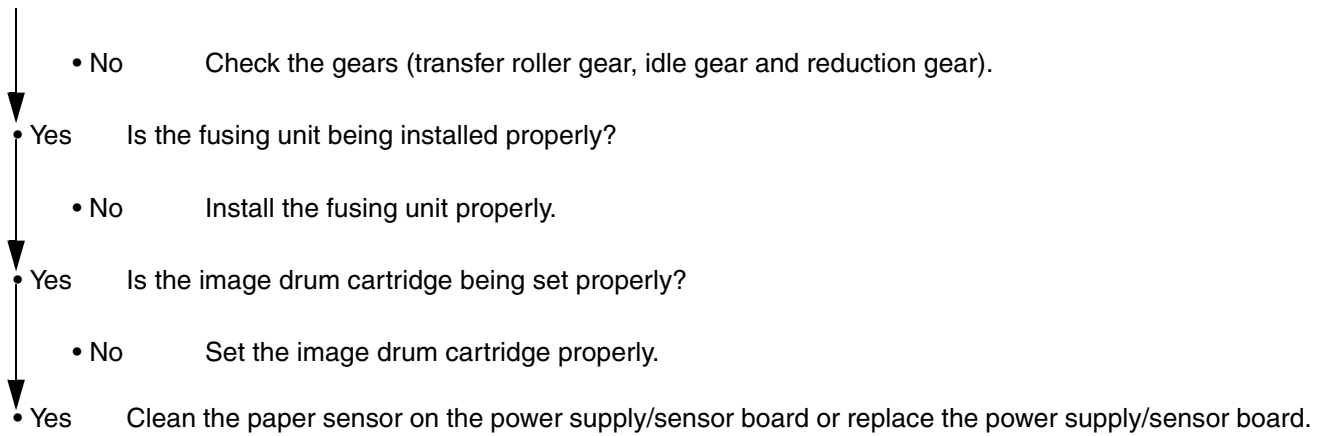 • No Check the gears (transfer roller gear, idle gear and reduction gear).
• Yes Is the fusing unit being installed properly?
• No Install the fusing unit properly.
• Yes Is the image drum cartridge being set properly?
• No Set the image drum cartridge properly.
• Yes Clean the paper sensor on the power supply/sensor board or replace the power supply/sensor board.